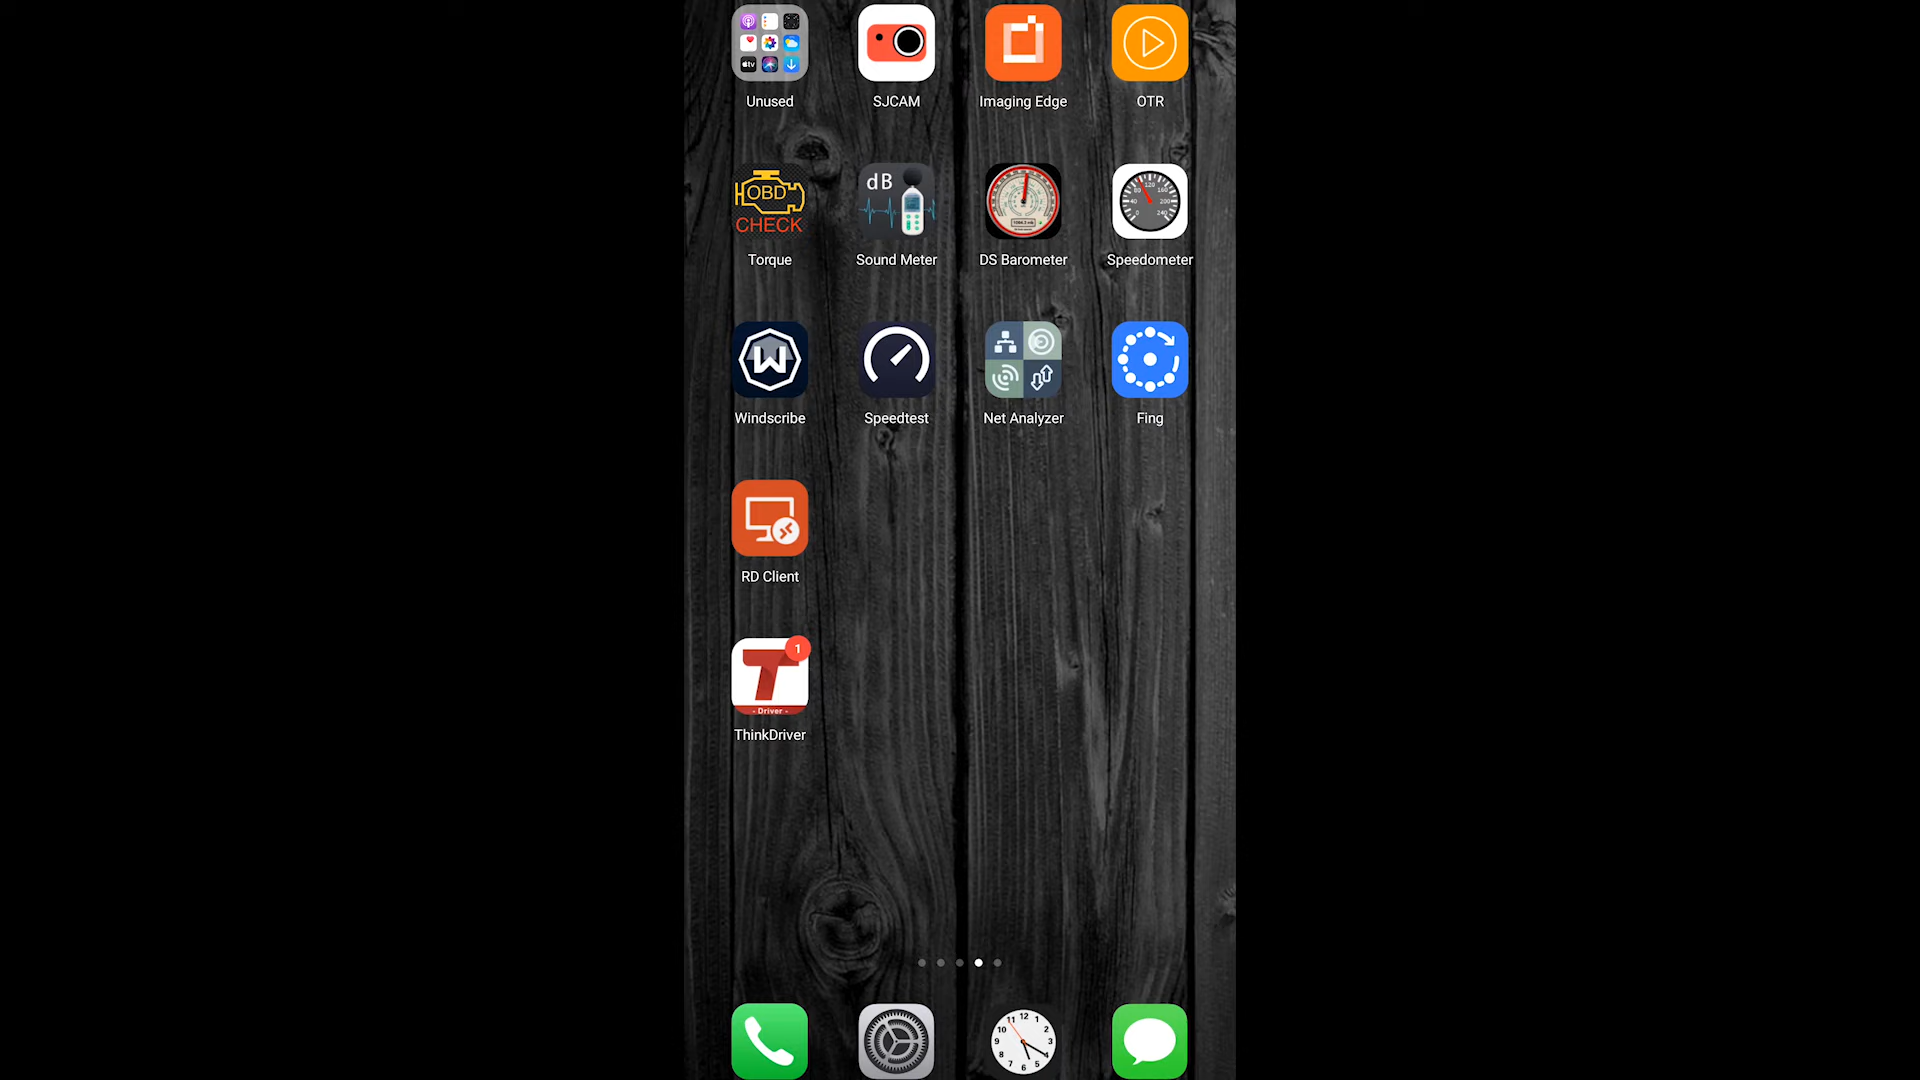 Unused
SJCAM
Imaging Edge
OTR
OBD
CHECK
dB
Torque
Sound Meter
DS Barometer
Speedometer
W
Windscribe
Speedtest
Net Analyzer
Fing
RD Client
1
T
- Driver -
ThinkDriver